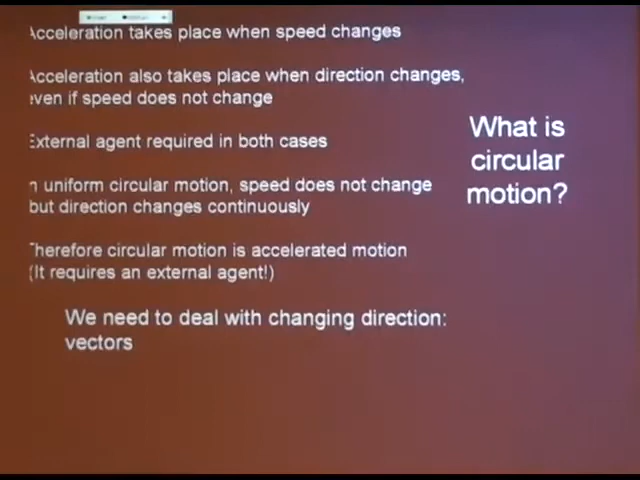 Acceleration takes place when speed changes
Acceleration also takes place when direction changes,
even if speed does not change
External agent required in both cases
n uniform circular motion, speed does not change
but direction changes continuously
Therefore circular motion is accelerated motion
(It requires an external agent!)
We need to deal with changing direction:
vectors
What is
circular
motion?